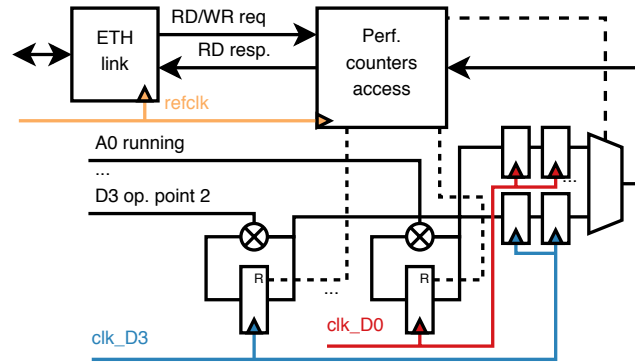 ETH
link
RD/WR req
RD resp.
Perf.
counters
access
refclk
A0 running
...
D3 op. point 2
...
R
R
...
clk_D3
clk_D0